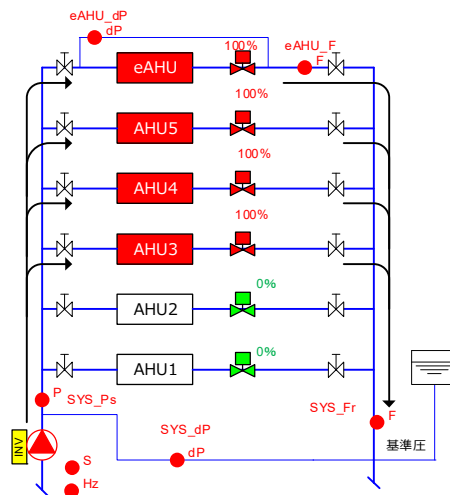 eAHU_dP
dP
100%
eAHU_F
F
eAHU
100%
AHU5
100%
AHU4
100%
AHU3
0%
AHU2
0%
AHU1
P
SYS_Ps
SYS_Fr
F
SYS_dP
基準圧
INV
dP
S
Hz